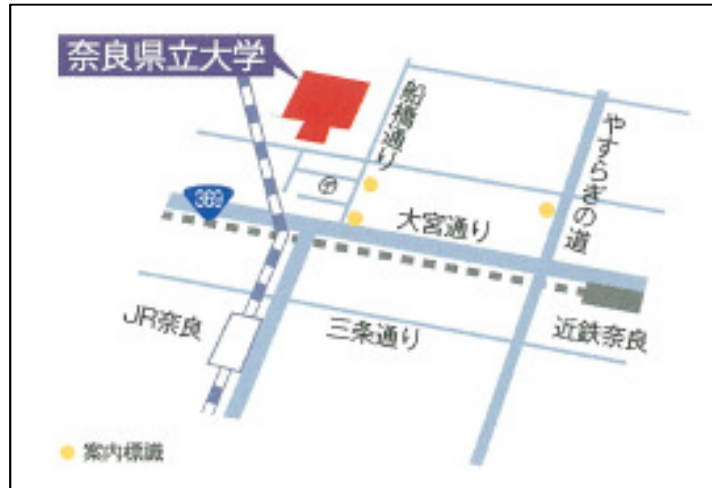 奈良県立大学
船橋通り
やすらぎの道
369
〒
大宮通り
JR奈良
三条通り
近鉄奈良
案内標識